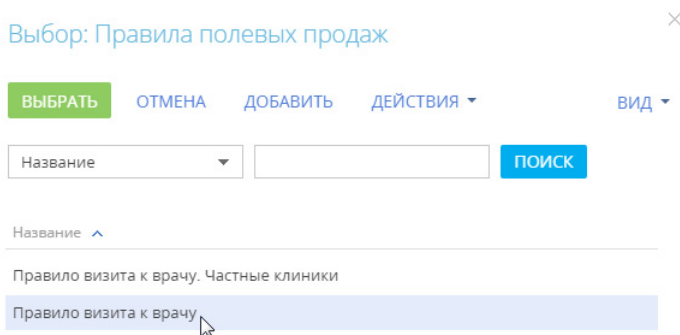 Выбор: Правила полевых продаж
ВЫБРАТЬ ОТМЕНА ДОБАВИТЬ ДЕЙСТВИЯ ВИД
Название ПОИСК
Название
Правило визита к врачу. Частные клиники
Правило визита к врачу